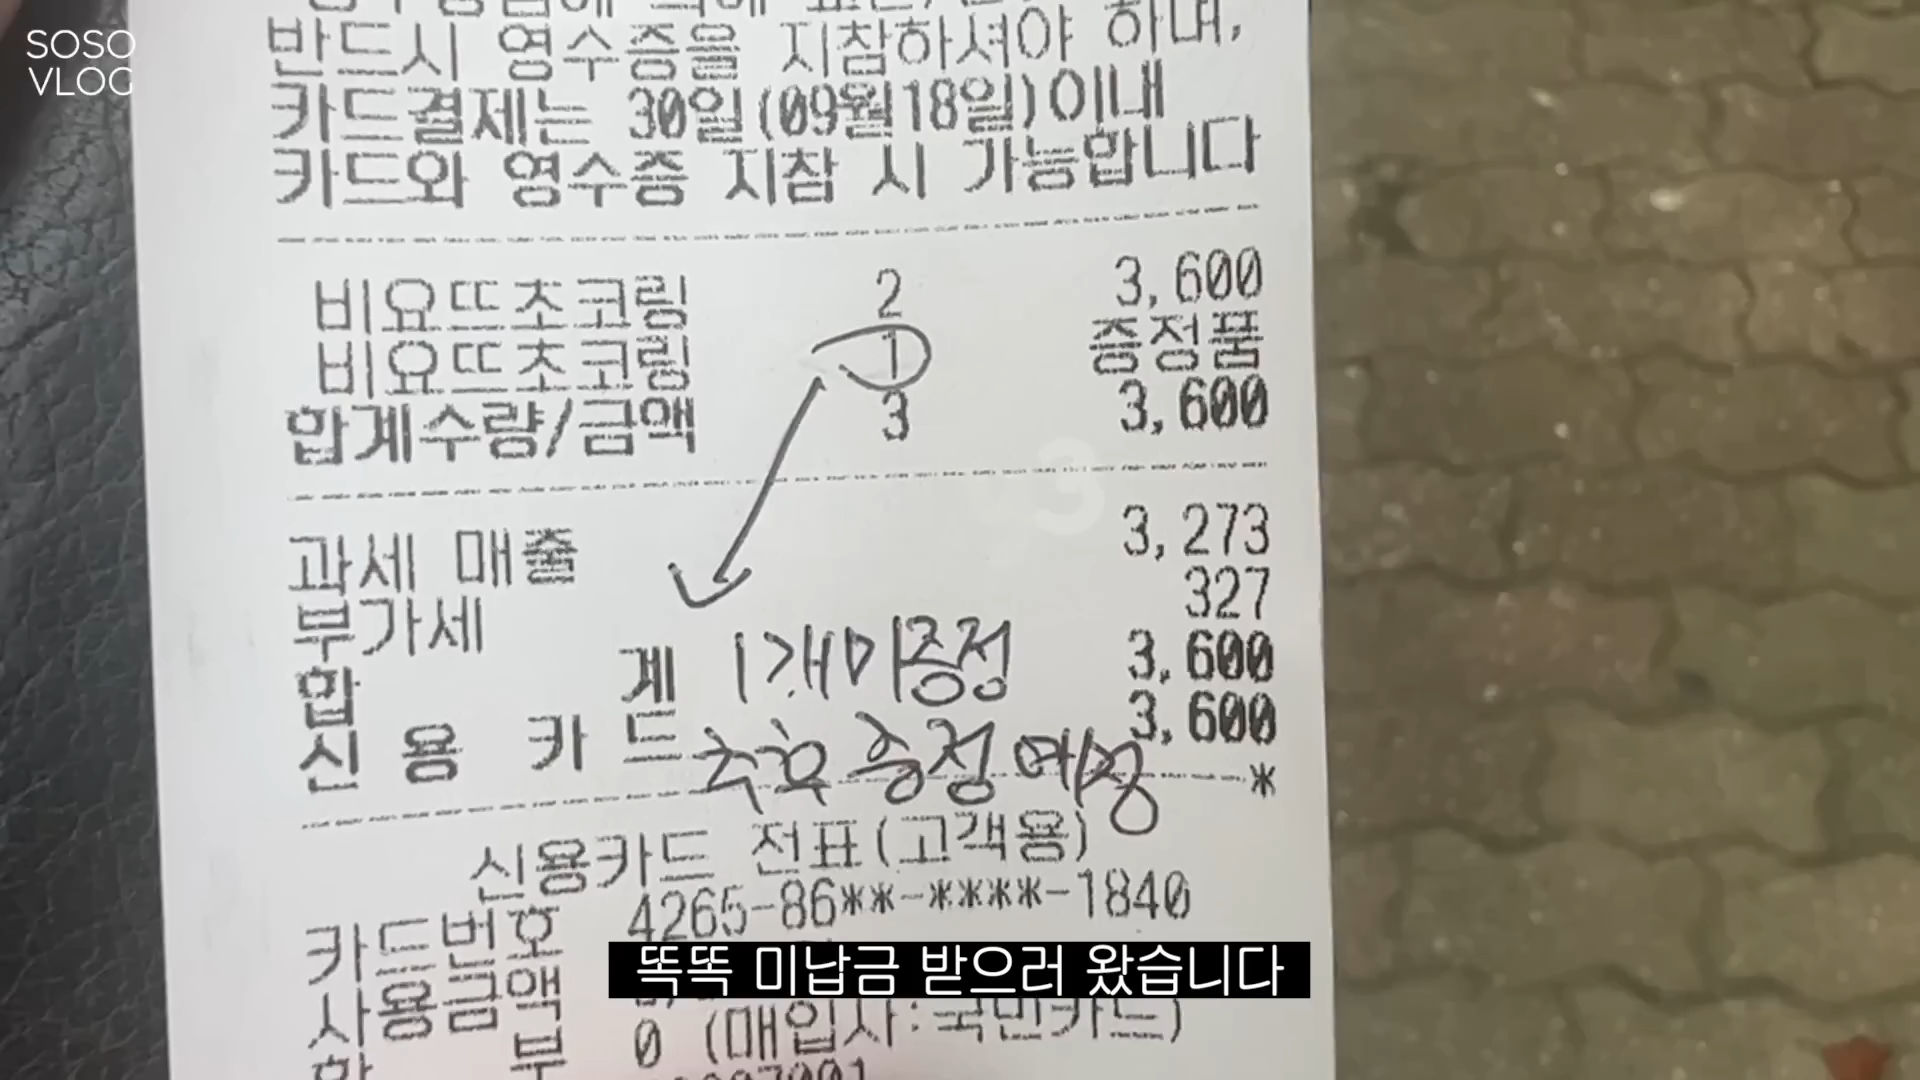 SOSO
VLOG
반드시 영수증을 지참하셔야 하며,
카드결제는 30일(09월18일)이내
카드와 영수증 지참 시 가능합니다
비요뜨초코링 2 3,600
비요뜨초코링 1 증정품
합계수량/금액 3 3,600
3
과세 매출 3,273
부가세 327
합 계 3,600
1개 미증정
신 용 카 드 3,600
추후 증정 예정
*
신용카드 전표(고객용)
카드번호 4265-86**-****-1840
똑똑 미납금 받으러 왔습니다
사용금액
할 부 0 (매입사:국민카드)